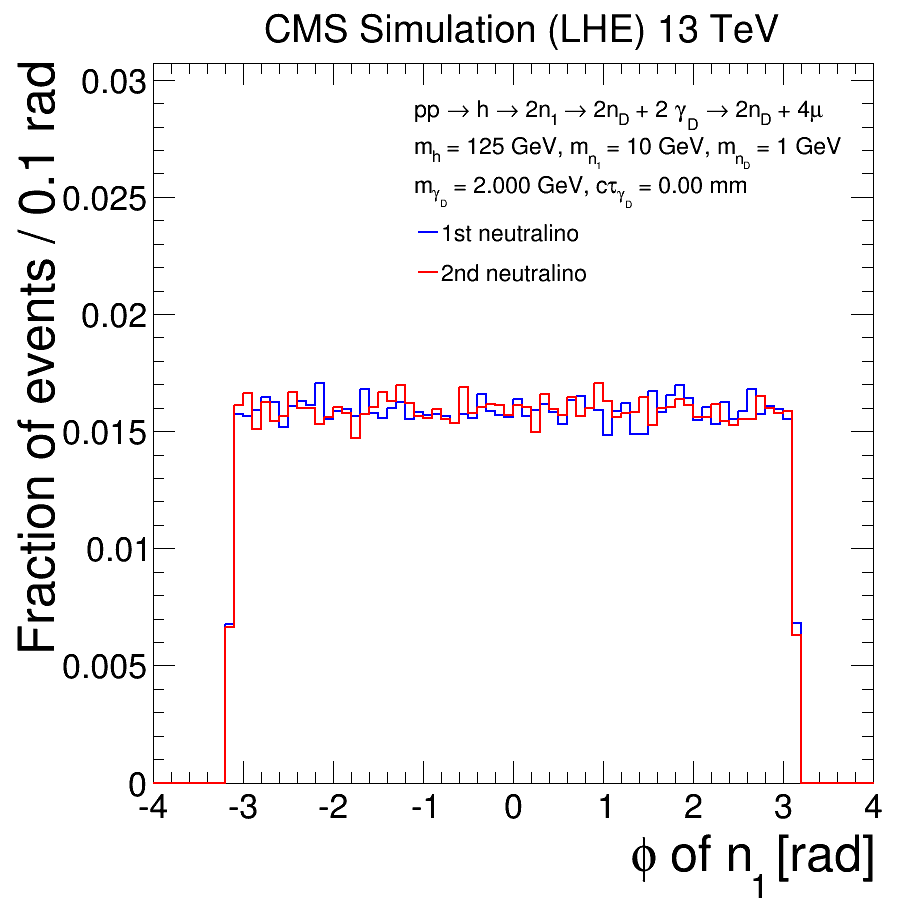 CMS Simulation (LHE) 13 TeV
Fraction of events / 0.1 rad
0.03
0.025
0.02
0.015
0.01
0.005
0
pp → h → 2n₁ → 2n_D + 2 γ_D → 2n_D + 4μ
m_h = 125 GeV, m_n₁ = 10 GeV, m_n_D = 1 GeV
m_γ_D = 2.000 GeV, cτ_γ_D = 0.00 mm
1st neutralino
2nd neutralino
-4 -3 -2 -1 0 1 2 3 4
ϕ of n₁ [rad]